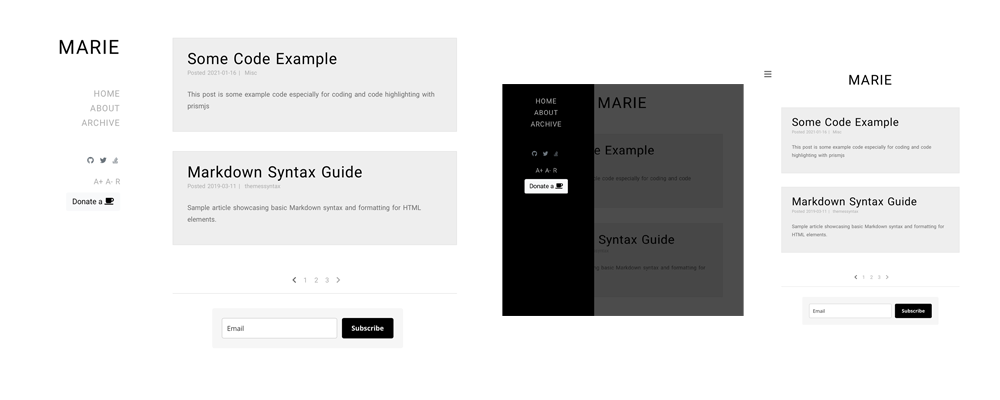 MARIE
HOME
ABOUT
ARCHIVE
A+ A- R
Donate a
Some Code Example
Posted 2021-01-16 | Misc
This post is some example code especially for coding and code highlighting with
prismjs
Markdown Syntax Guide
Posted 2019-03-11 | themessyntax
Sample article showcasing basic Markdown syntax and formatting for HTML
elements.
1 2 3
Email
Subscribe
HOME
ABOUT
ARCHIVE
A+ A- R
Donate a
MARIE
e Example
e code especially for coding and code
Syntax Guide
g basic Markdown syntax and formatting for
MARIE
Some Code Example
Posted 2021-01-16 | Misc
This post is some example code especially for coding and code
highlighting with prismjs
Markdown Syntax Guide
Posted 2019-03-11 | themessyntax
Sample article showcasing basic Markdown syntax and formatting for
HTML elements.
1 2 3
Email
Subscribe